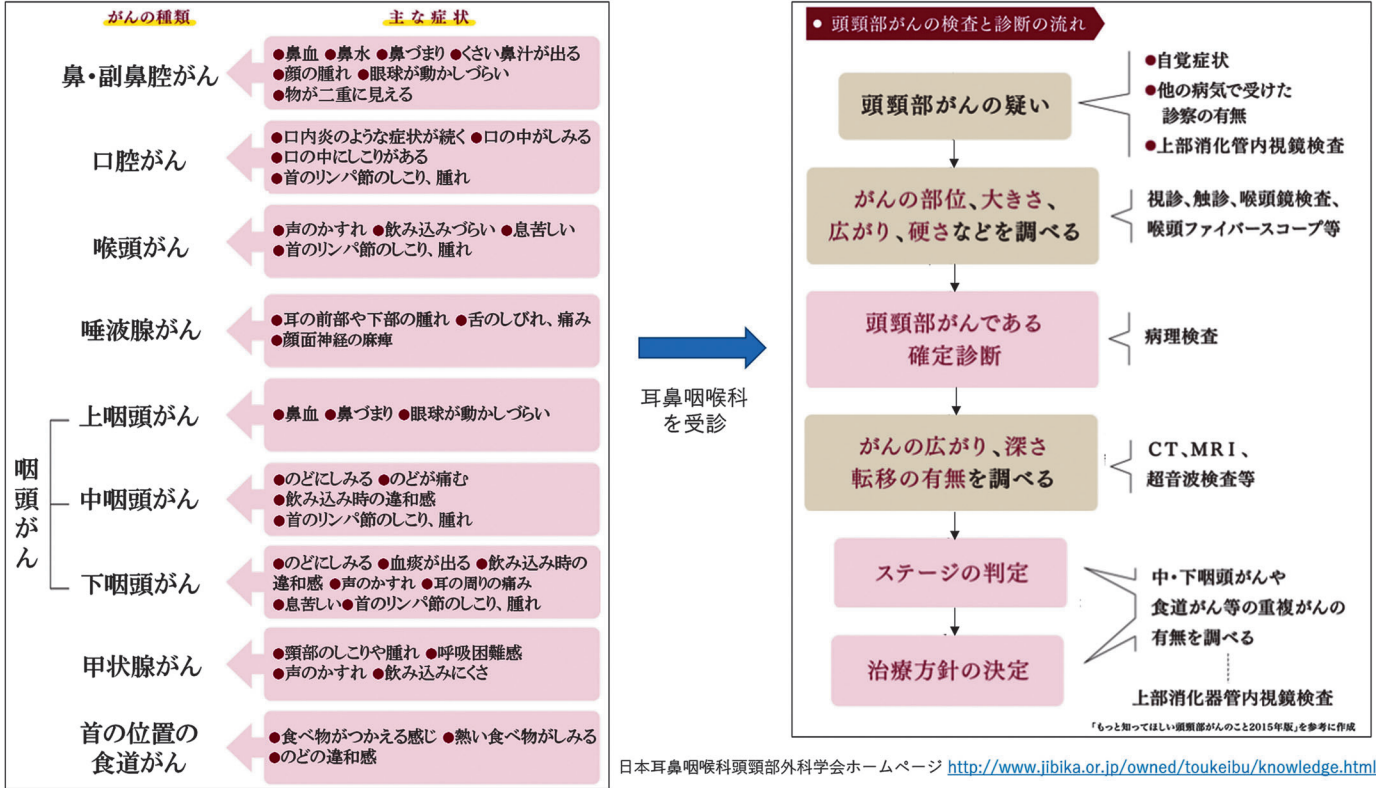 がんの種類
主な症状
鼻・副鼻腔がん
●鼻血 ●鼻水 ●鼻づまり ●くさい鼻汁が出る
●顔の腫れ ●眼球が動かしづらい
●物が二重に見える
口腔がん
●口内炎のような症状が続く ●口の中がしみる
●口の中にしこりがある
●首のリンパ節のしこり、腫れ
喉頭がん
●声のかすれ ●飲み込みづらい ●息苦しい
●首のリンパ節のしこり、腫れ
唾液腺がん
●耳の前部や下部の腫れ ●舌のしびれ、痛み
●顔面神経の麻痺
咽頭がん
上咽頭がん
●鼻血 ●鼻づまり ●眼球が動かしづらい
中咽頭がん
●のどにしみる ●のどが痛む
●飲み込み時の違和感
●首のリンパ節のしこり、腫れ
下咽頭がん
●のどにしみる ●血痰が出る ●飲み込み時の
違和感 ●声のかすれ ●耳の周りの痛み
●息苦しい●首のリンパ節のしこり、腫れ
甲状腺がん
●頸部のしこりや腫れ ●呼吸困難感
●声のかすれ ●飲み込みにくさ
首の位置の
食道がん
●食べ物がつかえる感じ ●熱い食べ物がしみる
●のどの違和感
耳鼻咽喉科
を受診
● 頭頸部がんの検査と診断の流れ
頭頸部がんの疑い
●自覚症状
●他の病気で受けた
診察の有無
●上部消化管内視鏡検査
がんの部位、大きさ、
広がり、硬さなどを調べる
視診、触診、喉頭鏡検査、
喉頭ファイバースコープ等
頭頸部がんである
確定診断
病理検査
がんの広がり、深さ
転移の有無を調べる
CT、MRI、
超音波検査等
ステージの判定
治療方針の決定
中・下咽頭がんや
食道がん等の重複がんの
有無を調べる
上部消化器管内視鏡検査
「もっと知ってほしい頭頸部がんのこと2015年版」を参考に作成
日本耳鼻咽喉科頭頸部外科学会ホームページ http://www.jibika.or.jp/owned/toukeibu/knowledge.html